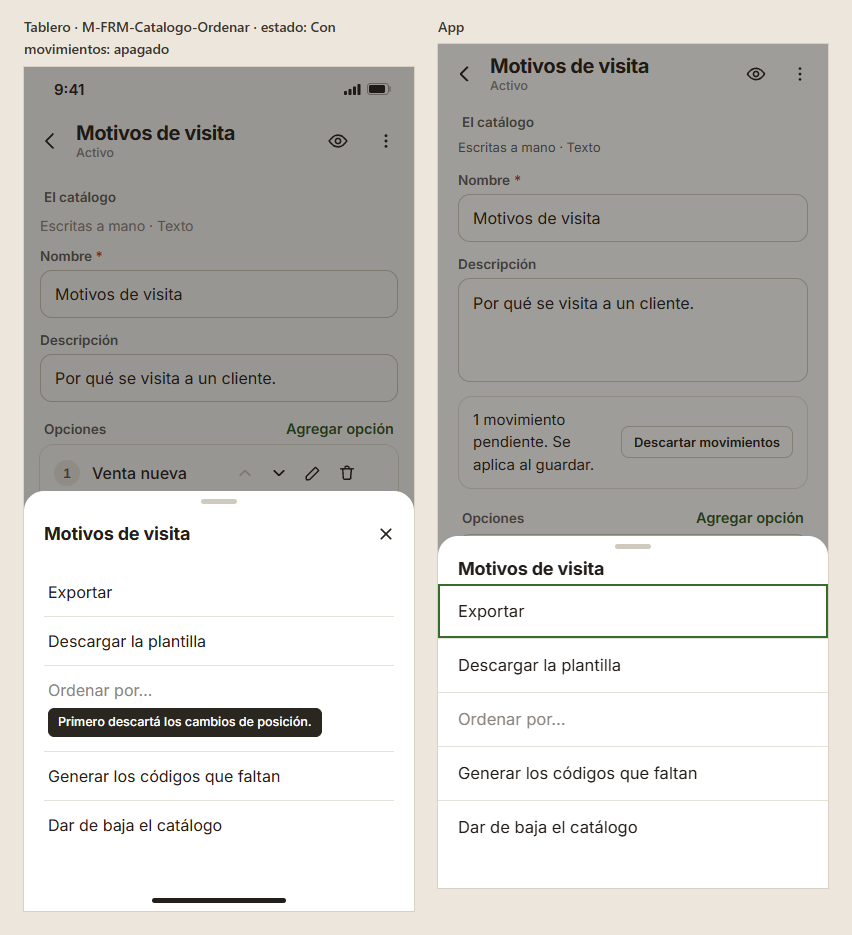 Tablero · M-FRM-Catalogo-Ordenar · estado: Con
movimientos: apagado
9:41
Motivos de visita
Activo
El catálogo
Escritas a mano · Texto
Nombre *
Motivos de visita
Descripción
Por qué se visita a un cliente.
Opciones
Agregar opción
1
Venta nueva
Motivos de visita
Exportar
Descargar la plantilla
Ordenar por...
Primero descartá los cambios de posición.
Generar los códigos que faltan
Dar de baja el catálogo
App
Motivos de visita
Activo
El catálogo
Escritas a mano · Texto
Nombre *
Motivos de visita
Descripción
Por qué se visita a un cliente.
1 movimiento
pendiente. Se
aplica al guardar.
Descartar movimientos
Opciones
Agregar opción
Motivos de visita
Exportar
Descargar la plantilla
Ordenar por...
Generar los códigos que faltan
Dar de baja el catálogo